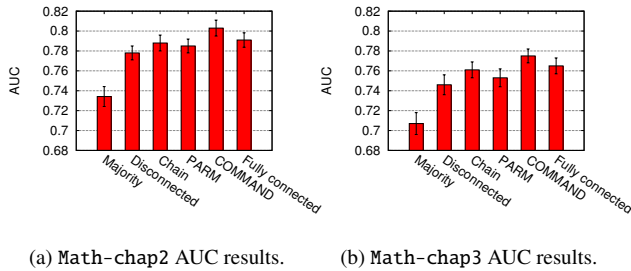 0.82
0.8
0.78
0.76
0.74
0.72
0.7
0.68
AUC
Majority
Disconnected
Chain
PARM
COMMAND
Fully connected
(a) Math-chap2 AUC results.
0.82
0.8
0.78
0.76
0.74
0.72
0.7
0.68
AUC
Majority
Disconnected
Chain
PARM
COMMAND
Fully connected
(b) Math-chap3 AUC results.